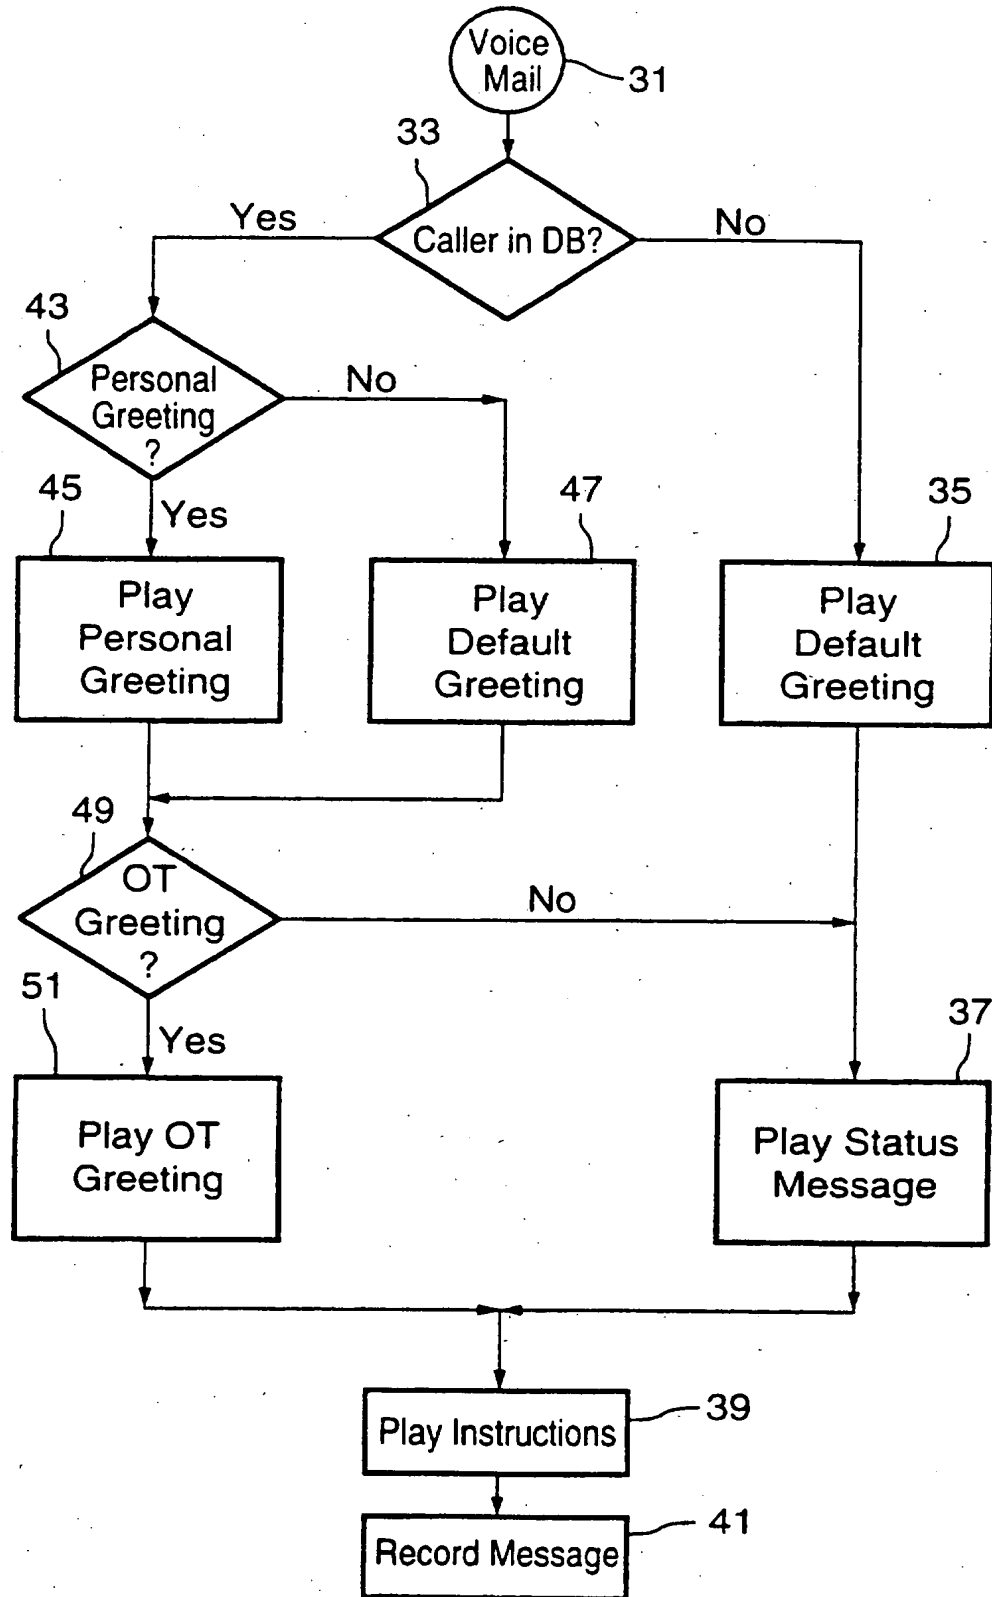 Voice
Mail
31
33
Caller in DB?
Yes
No
43
Personal
Greeting
?
No
Yes
45
47
35
Play
Personal
Greeting
Play
Default
Greeting
Play
Default
Greeting
49
OT
Greeting
?
No
Yes
51
37
Play OT
Greeting
Play Status
Message
Play Instructions
39
Record Message
41